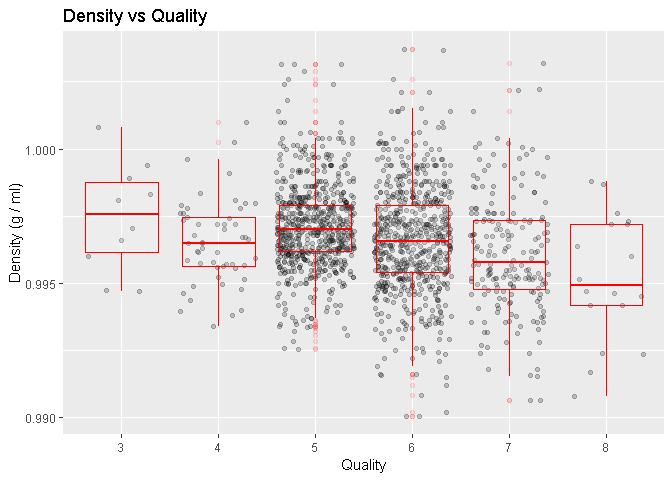 Density vs Quality
Density (g / ml)
1.000
0.995
0.990
3 4 5 6 7 8
Quality